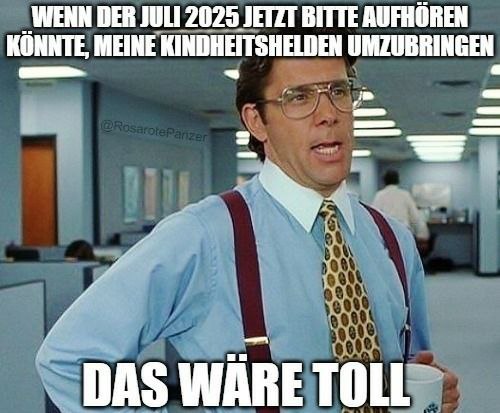 WENN DER JULI 2025 JETZT BITTE AUFHÖREN
KÖNNTE, MEINE KINDHEITSHELDEN UMZUBRINGEN
@RosarotePanzer
DAS WÄRE TOLL